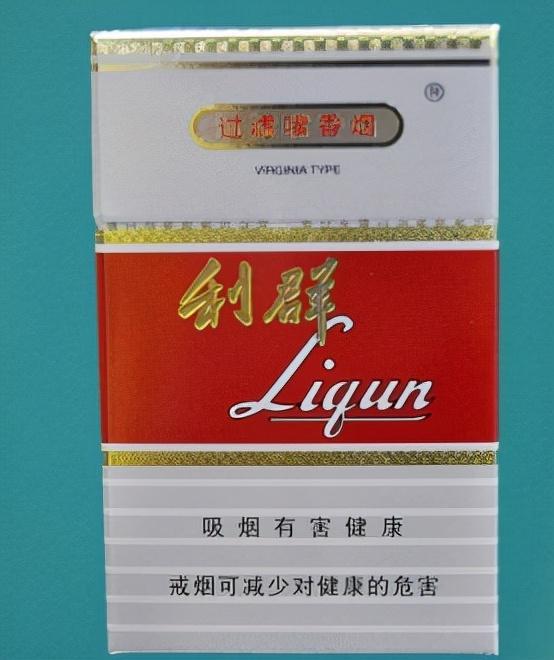 过滤嘴香烟
VIRGINIA TYPE
利群
Liqun
吸烟有害健康
戒烟可减少对健康的危害